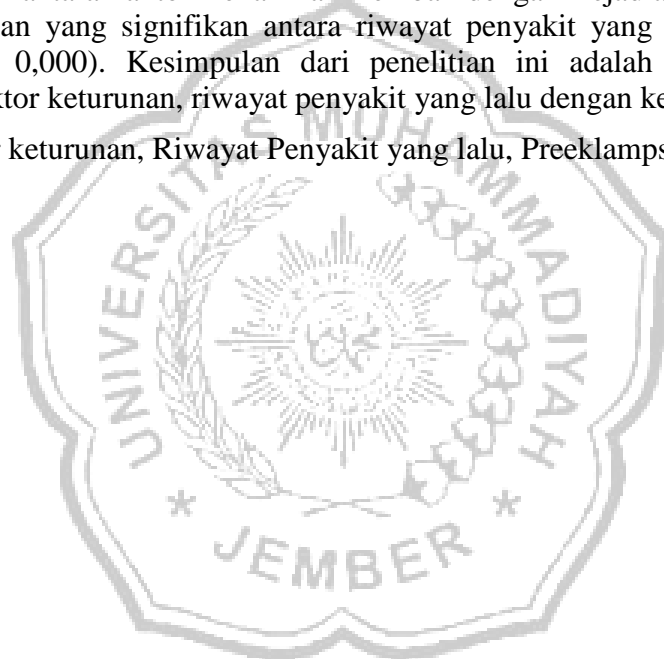 an yang signifikan antara riwayat penyakit yang
0,000). Kesimpulan dari penelitian ini adalah
ktor keturunan, riwayat penyakit yang lalu dengan ke
r keturunan, Riwayat Penyakit yang lalu, Preeklamps
UNIVERSITAS MUHAMMADIYAH
* JEMBER *